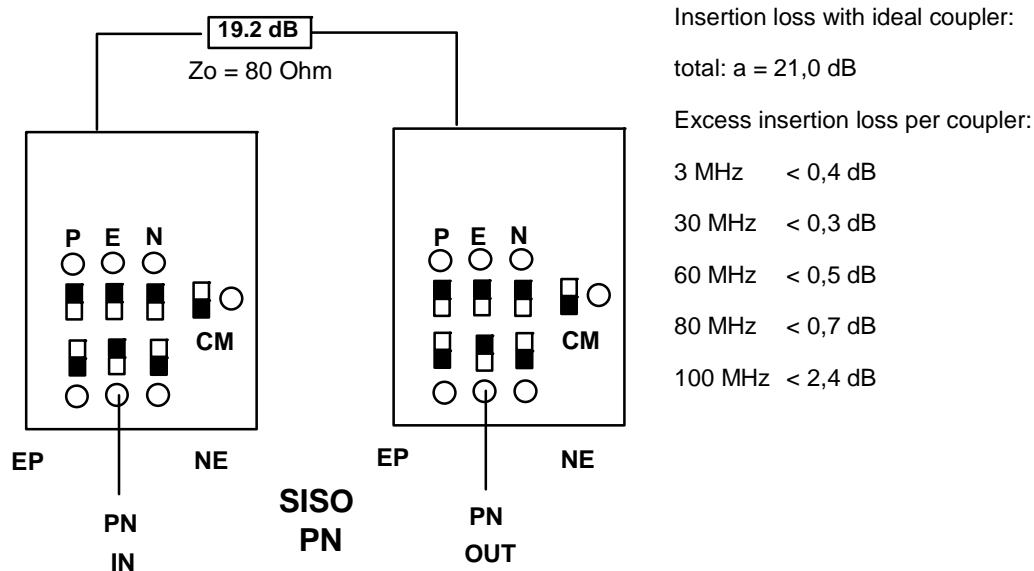 19.2 dB
Zo = 80 Ohm
P E N
CM
EP
NE
PN
IN
P E N
CM
EP
NE
PN
OUT
SISO
PN
Insertion loss with ideal coupler:
total: a = 21,0 dB
Excess insertion loss per coupler:
3 MHz < 0,4 dB
30 MHz < 0,3 dB
60 MHz < 0,5 dB
80 MHz < 0,7 dB
100 MHz < 2,4 dB